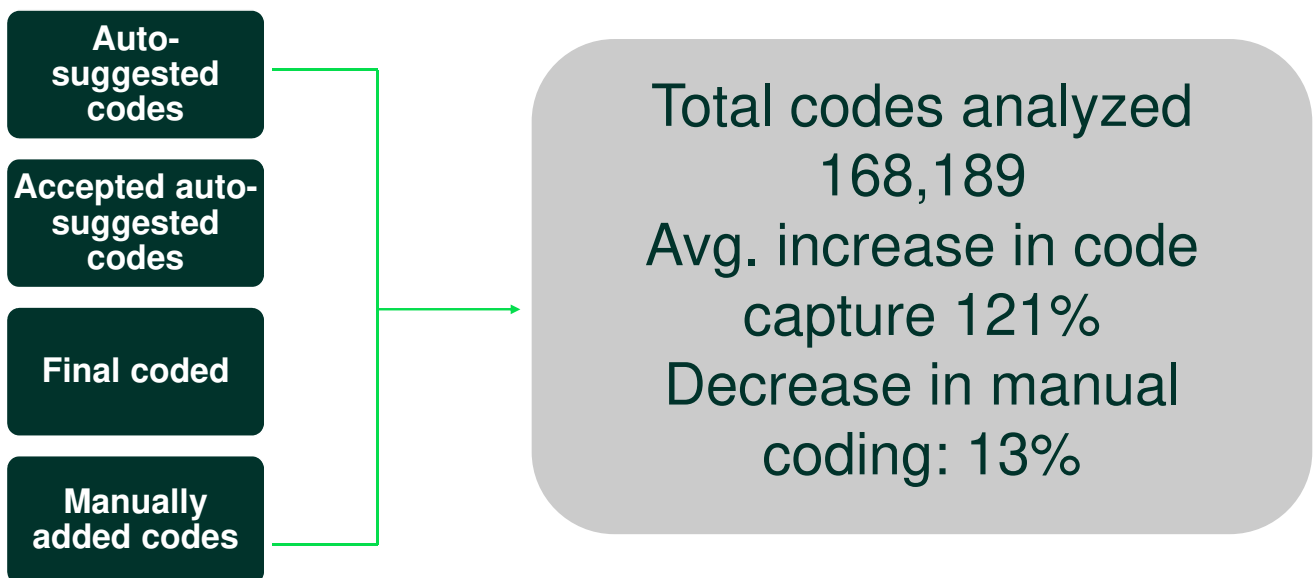 Auto-
suggested
codes
Accepted auto-
suggested
codes
Final coded
Manually
added codes
Total codes analyzed
168,189
Avg. increase in code
capture 121%
Decrease in manual
coding: 13%